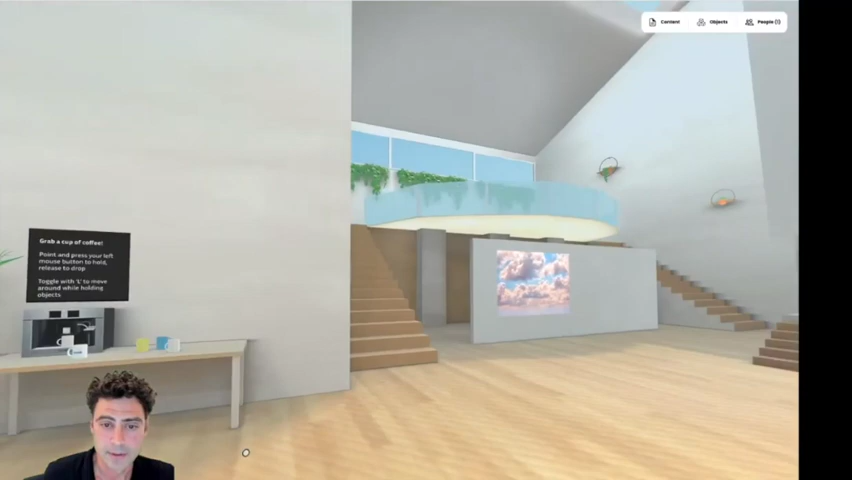 Content
Objects
People (1)
Grab a cup of coffee!
Point and press your left
mouse button to hold,
release to drop
Toggle with 'L' to move
around while holding
objects